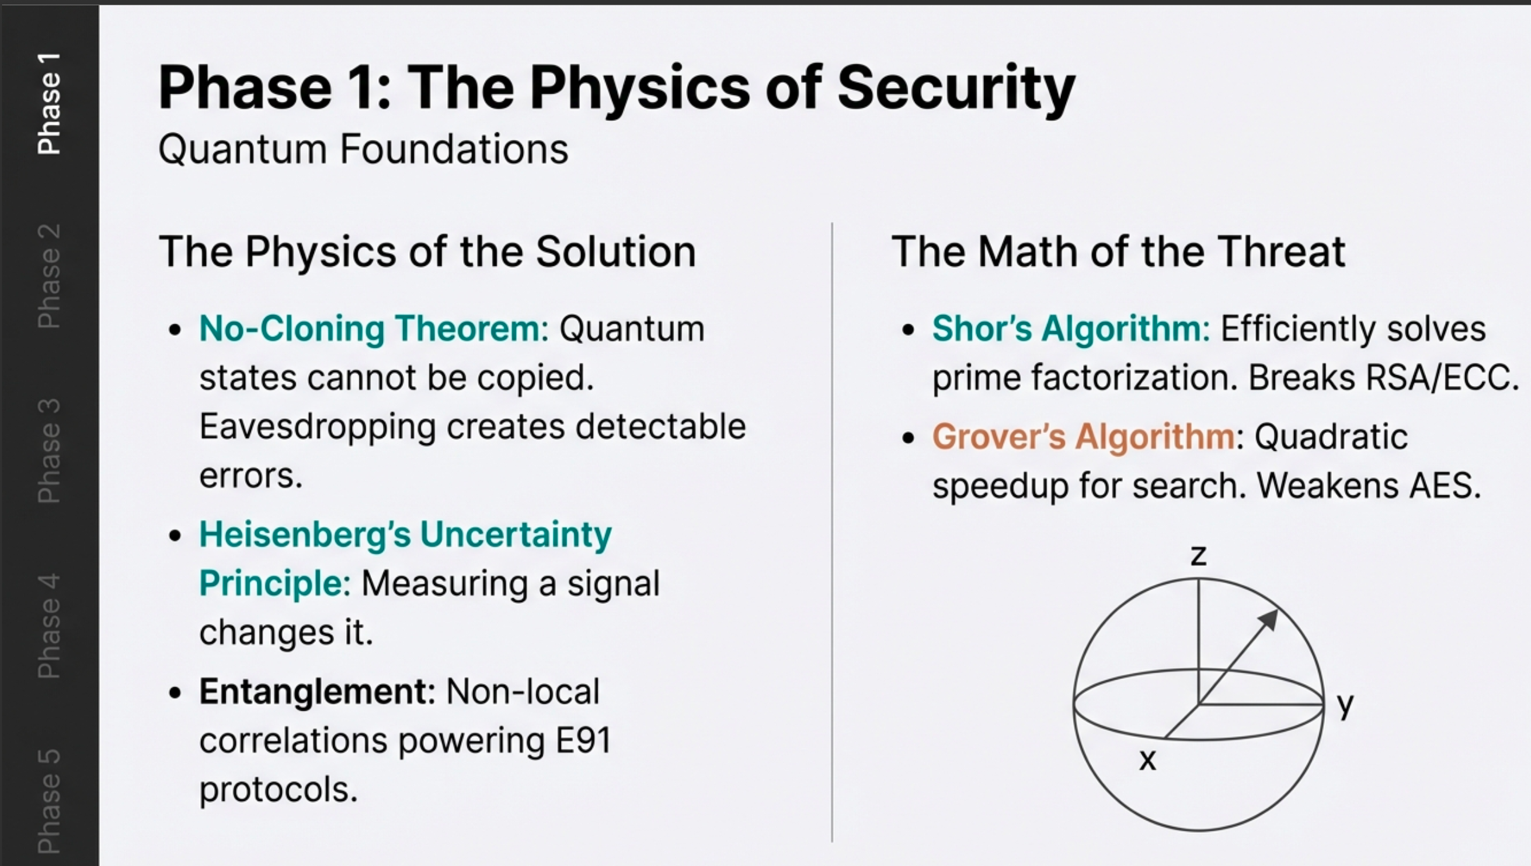 Phase 1
Phase 2
Phase 3
Phase 4
Phase 5
Phase 1: The Physics of Security
Quantum Foundations
The Physics of the Solution
• No-Cloning Theorem: Quantum
states cannot be copied.
Eavesdropping creates detectable
errors.
• Heisenberg’s Uncertainty
Principle: Measuring a signal
changes it.
• Entanglement: Non-local
correlations powering E91
protocols.
The Math of the Threat
• Shor’s Algorithm: Efficiently solves
prime factorization. Breaks RSA/ECC.
• Grover’s Algorithm: Quadratic
speedup for search. Weakens AES.
z
y
x